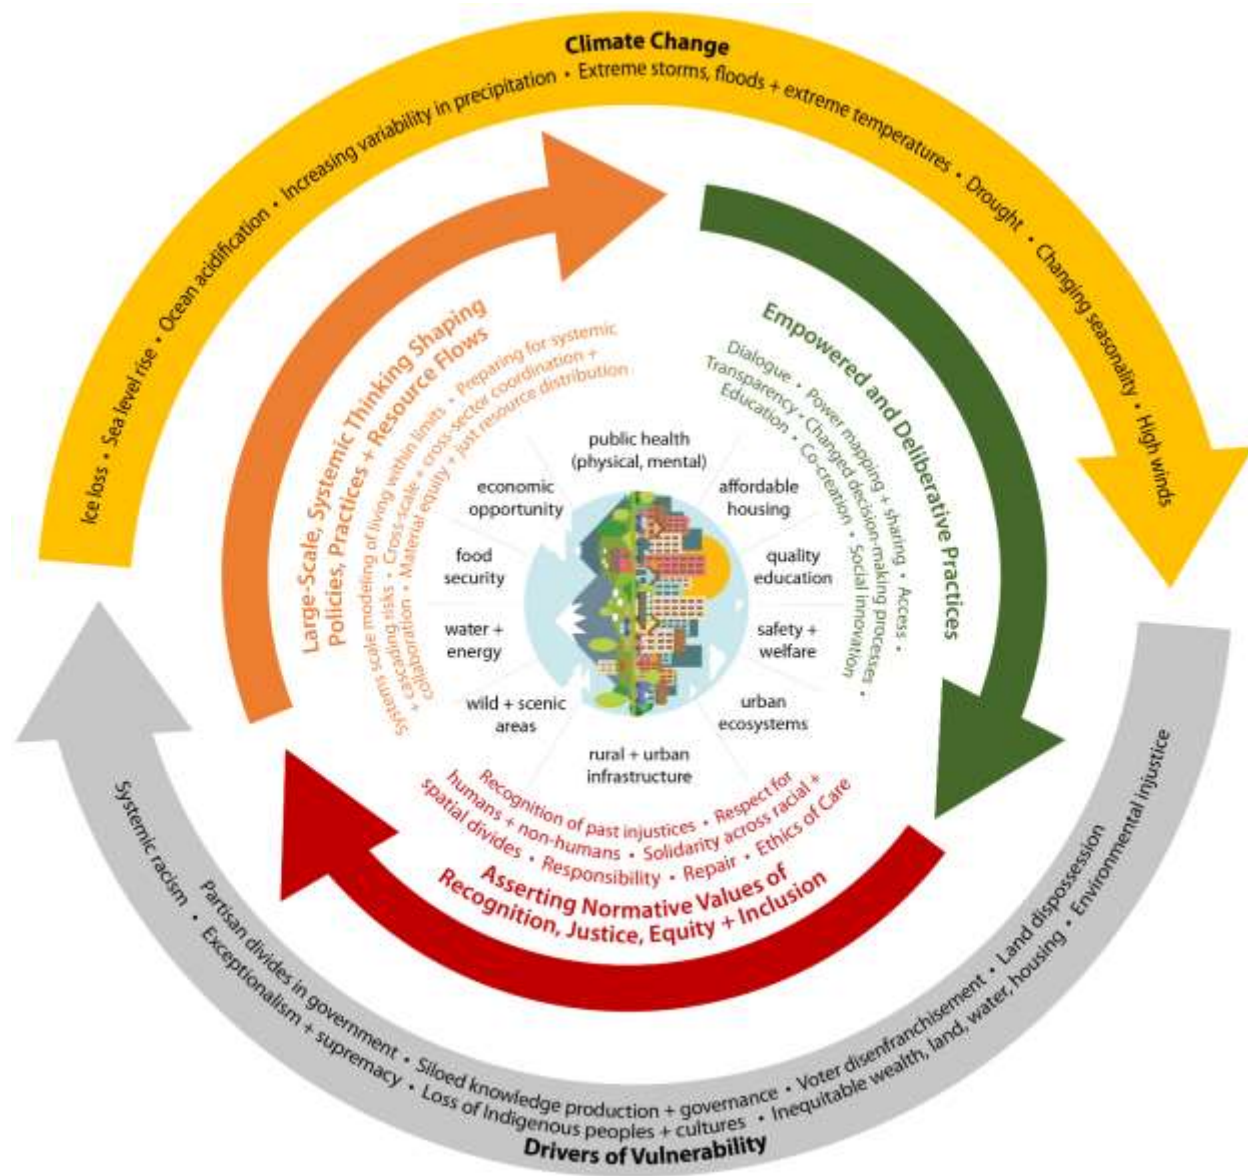 Climate Change
Ice loss • Sea level rise • Ocean acidification • Increasing variability in precipitation • Extreme storms, floods + extreme temperatures • Drought • Changing seasonality • High winds
Large-Scale, Systemic Thinking Shaping
Policies, Practices + Resource Flows
Systems scale modeling of living within limits • Preparing for systemic
+ cascading risks • Cross-scale + cross-sector coordination +
collaboration • Material equity + just resource distribution
Empowered and Deliberative Practices
Dialogue • Power mapping + sharing • Access •
Transparency • Changed decision-making processes •
Education • Co-creation • Social innovation
public health
(physical, mental)
affordable
housing
quality
education
safety +
welfare
urban
ecosystems
rural + urban
infrastructure
wild + scenic
areas
water +
energy
food
security
economic
opportunity
Recognition of past injustices • Respect for
humans + non-humans • Solidarity across racial +
spatial divides • Responsibility • Repair • Ethics of Care
Asserting Normative Values of
Recognition, Justice, Equity + Inclusion
Partisan divides in government • Siloed knowledge production + governance • Voter disenfranchisement • Land dispossession
Systemic racism • Exceptionalism + supremacy • Loss of Indigenous peoples + cultures • Inequitable wealth, land, water, housing • Environmental injustice
Drivers of Vulnerability